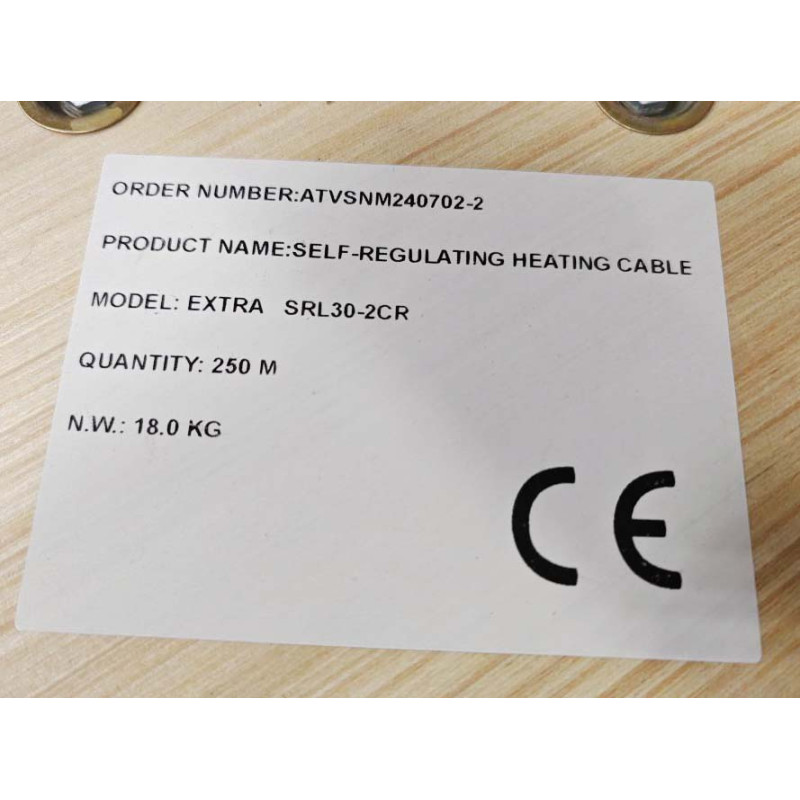 ORDER NUMBER:ATVSNM240702-2
PRODUCT NAME:SELF-REGULATING HEATING CABLE
MODEL: EXTRA SRL30-2CR
QUANTITY: 250 M
N.W.: 18.0 KG
CE